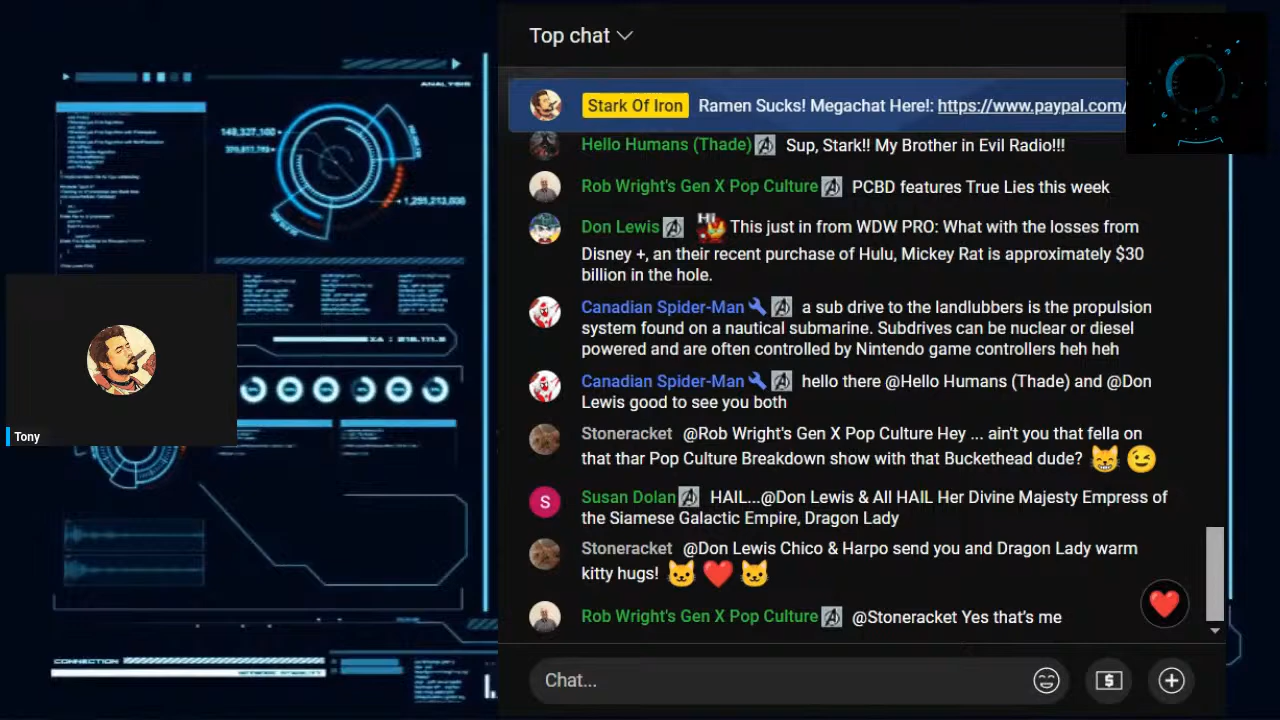 Top chat
Stark Of Iron Ramen Sucks! Megachat Here!: https://www.paypal.com/
Hello Humans (Thade) Sup, Stark!! My Brother in Evil Radio!!!
Rob Wright's Gen X Pop Culture PCBD features True Lies this week
Don Lewis Hi This just in from WDW PRO: What with the losses from
Disney +, an their recent purchase of Hulu, Mickey Rat is approximately $30
billion in the hole.
Canadian Spider-Man a sub drive to the landlubbers is the propulsion
system found on a nautical submarine. Subdrives can be nuclear or diesel
powered and are often controlled by Nintendo game controllers heh heh
Canadian Spider-Man hello there @Hello Humans (Thade) and @Don
Lewis good to see you both
Stoneracket @Rob Wright's Gen X Pop Culture Hey ... ain't you tnat fella on
that thar Pop Culture Breakdown show with that Buckethead dude? 😸 😉
S Susan Dolan HAIL...@Don Lewis & All HAIL Her Divine Majesty Empress of
the Siamese Galactic Empire, Dragon Lady
Stoneracket @Don Lewis Chico & Harpo send you and Dragon Lady warm
kitty hugs! 🐱 ❤️ 🐱
Rob Wright's Gen X Pop Culture @Stoneracket Yes that's me
Chat...
Tony
ANALYSIS
CONNECTION